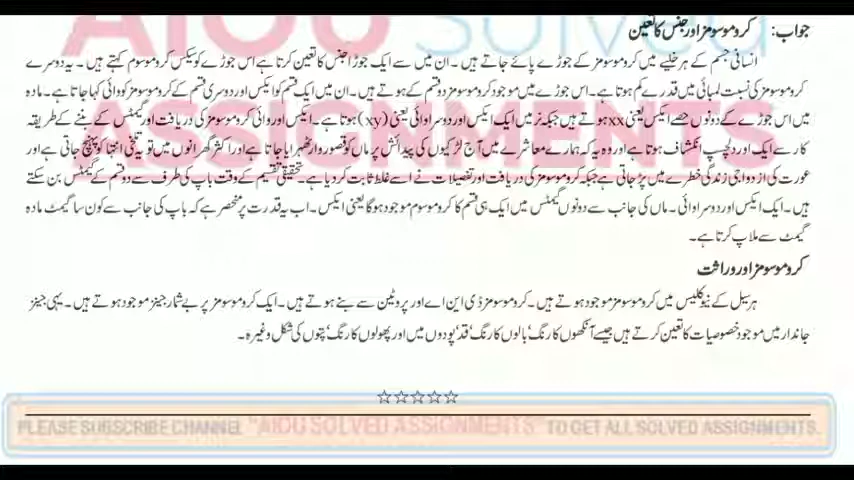 AIOU Solved
ASSIGNMENTS
جواب: کروموسومز اور جنس کا تعین
انسانی جسم کے ہر خلیے میں کروموسومز کے جوڑے پائے جاتے ہیں۔ ان میں سے ایک جوڑا جنس کا تعین کرتا ہے اس جوڑے کو سیکس کروموسوم کہتے ہیں۔ یہ دوسرے
کروموسومز کی نسبت لمبائی میں قدرے کم ہوتا ہے۔ اس جوڑے میں موجود کروموسومز دو قسم کے ہوتے ہیں۔ ان میں ایک قسم کو ایکس اور دوسری قسم کے کروموسومز کو وائی کہا جاتا ہے۔ مادہ
میں اس جوڑے کے دونوں حصے ایکس یعنی xx ہوتے ہیں جبکہ نر میں ایک ایکس اور دوسرا وائی یعنی (xy) ہوتا ہے۔ ایکس اور وائی کروموسومز کی دریافت اور گیمٹس کے بننے کے طریقہ
کار سے ایک اور دلچسپ انکشاف ہوتا ہے اور وہ یہ کہ ہمارے معاشرے میں آج لڑکیوں کی پیدائش پر ماں کو قصوروار ٹھہرایا جاتا ہے اور اکثر گھرانوں میں تو یہ تلخی انتہا کو پہنچ جاتی ہے اور
عورت کی ازدواجی زندگی خطرے میں پڑ جاتی ہے جبکہ کروموسومز کی دریافت اور تفصیلات نے اسے غلط ثابت کر دیا ہے۔ تخفیفی تقسیم کے وقت باپ کی طرف سے دو قسم کے گیمٹس بن سکتے
ہیں۔ ایک ایکس اور دوسرا وائی۔ ماں کی جانب سے دونوں گیمٹس میں ایک ہی قسم کا کروموسوم موجود ہوگا یعنی ایکس۔ اب یہ قدرت پر منحصر ہے کہ باپ کی جانب سے کون سا گیمٹ مادہ
گیمٹ سے ملاپ کرتا ہے۔
کروموسومز اور وراثت
ہر سیل کے نیوکلیس میں کروموسومز موجود ہوتے ہیں۔ کروموسومز ڈی این اے اور پروٹین سے بنے ہوتے ہیں۔ ایک کروموسومز پر بے شمار جینز موجود ہوتے ہیں۔ یہی جینز
جاندار میں موجود خصوصیات کا تعین کرتے ہیں جیسے آنکھوں کا رنگ، بالوں کا رنگ، قد، پودوں میں اور پھولوں کا رنگ، پتوں کی شکل وغیرہ۔
☆☆☆☆☆
PLEASE SUBSCRIBE CHANNEL "AIOU SOLVED ASSIGNMENTS" TO GET ALL SOLVED ASSIGNMENTS.